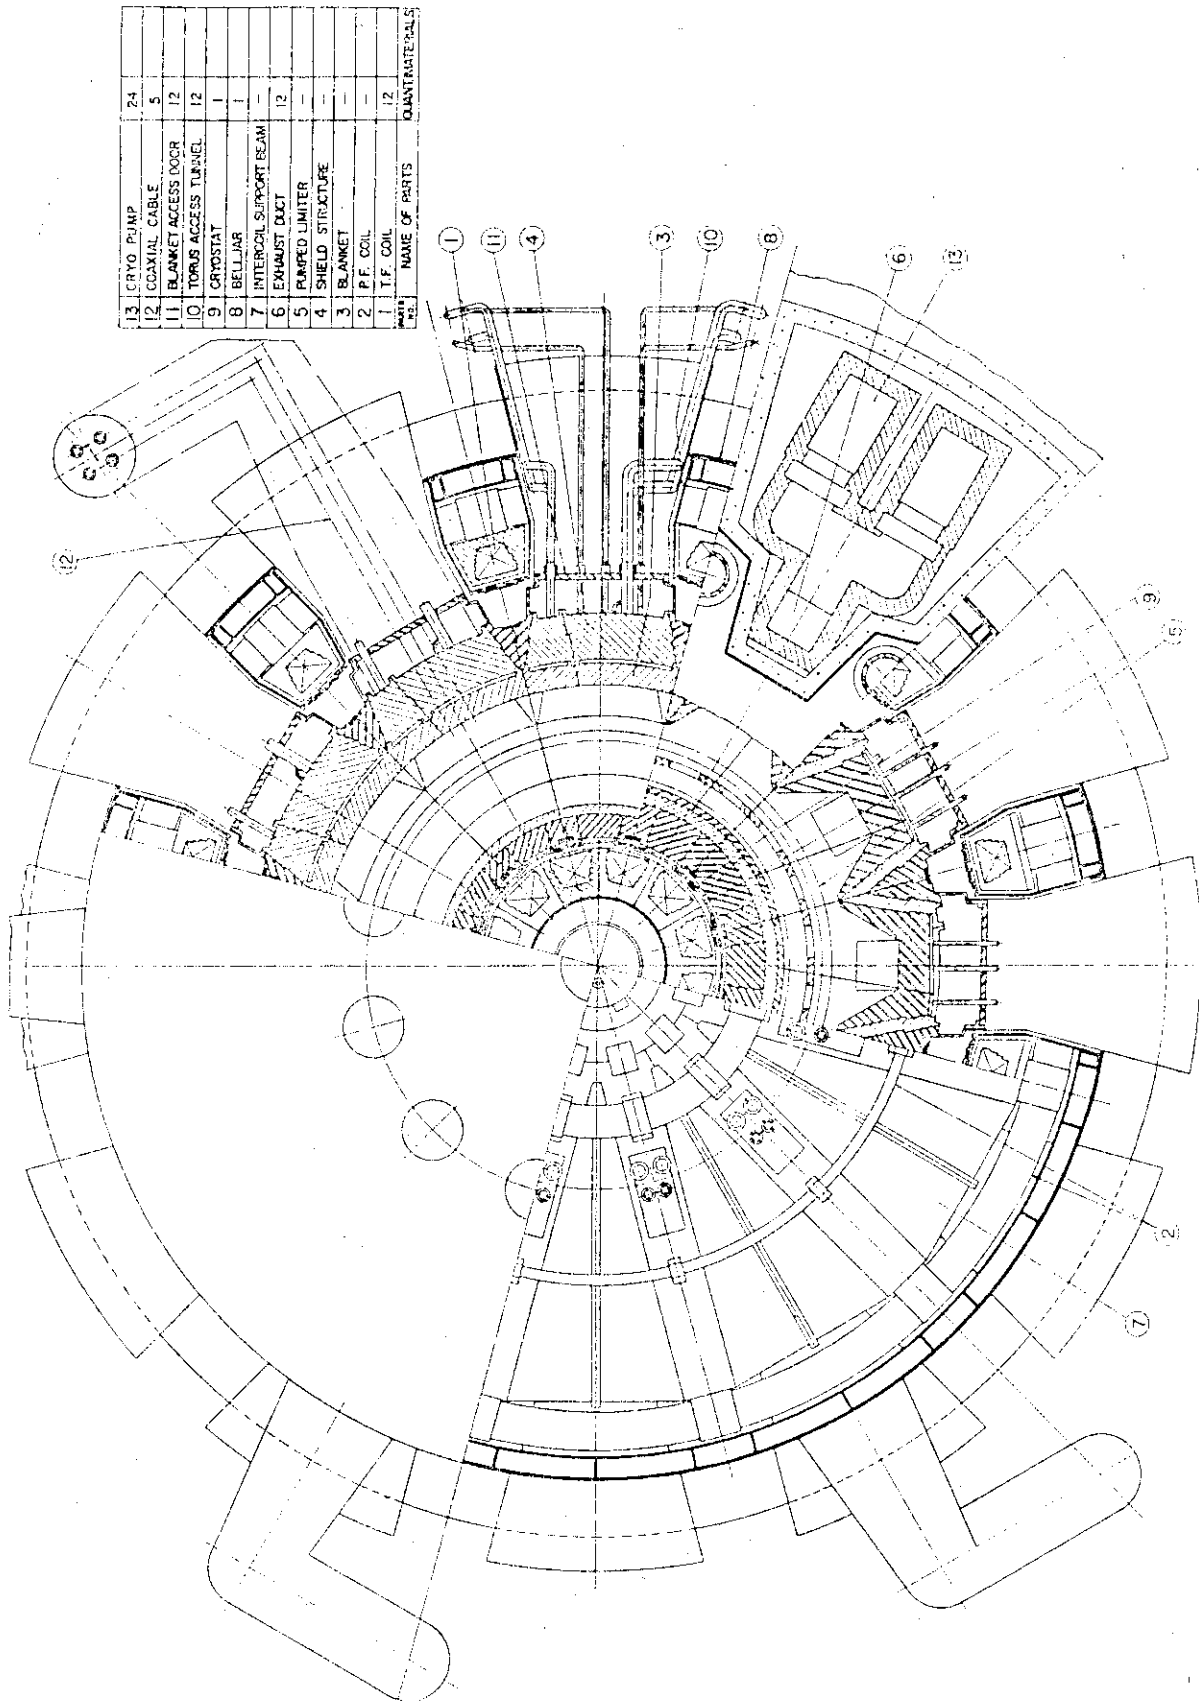 13 CRYO PUMP 24
12 COAXIAL CABLE 5
11 BLANKET ACCESS DOOR 12
10 TORUS ACCESS TUNNEL 12
9 CRYOSTAT 1
8 BELLJAR 1
7 INTERCOIL SUPPORT BEAM —
6 EXHAUST DUCT 12
5 PUMPED LIMITER —
4 SHIELD STRUCTURE —
3 BLANKET —
2 P.F. COIL —
1 T.F. COIL 12
PARTS NO. NAME OF PARTS QUANT. MATERIALS
1
11
4
3
10
8
6
13
12
9
5
2
7